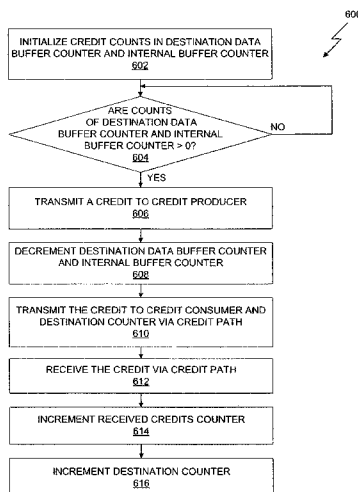 600
INITIALIZE CREDIT COUNTS IN DESTINATION DATA
BUFFER COUNTER AND INTERNAL BUFFER COUNTER
602
ARE COUNTS
OF DESTINATION DATA
BUFFER COUNTER AND INTERNAL
BUFFER COUNTER > 0?
604
NO
YES
TRANSMIT A CREDIT TO CREDIT PRODUCER
606
DECREMENT DESTINATION DATA BUFFER COUNTER
AND INTERNAL BUFFER COUNTER
608
TRANSMIT THE CREDIT TO CREDIT CONSUMER AND
DESTINATION COUNTER VIA CREDIT PATH
610
RECEIVE THE CREDIT VIA CREDIT PATH
612
INCREMENT RECEIVED CREDITS COUNTER
614
INCREMENT DESTINATION COUNTER
616